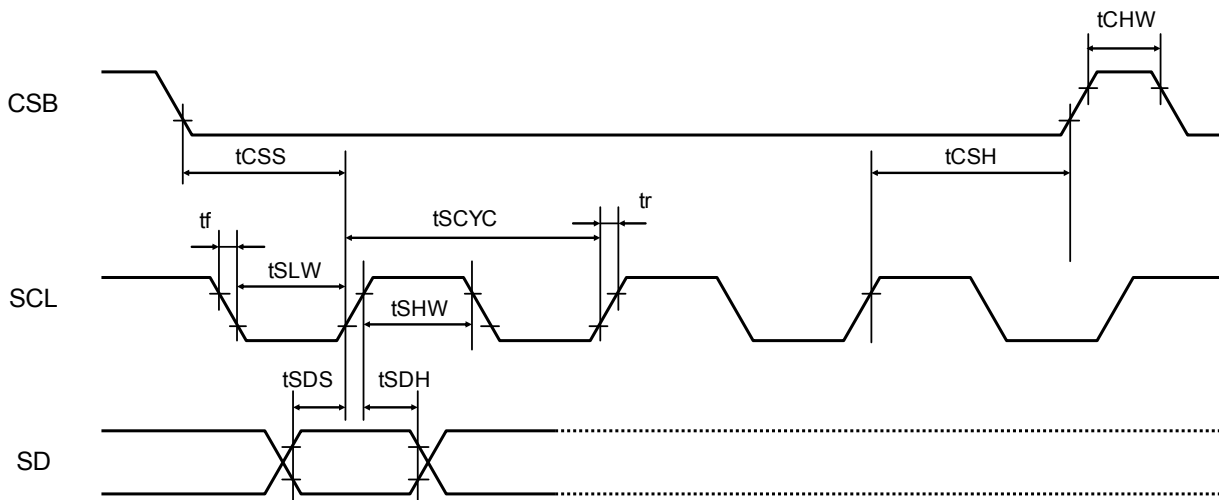 tCHW
CSB
tCSS
tCSH
tf
tSCYC
tr
tSLW
SCL
tSHW
tSDS
tSDH
SD